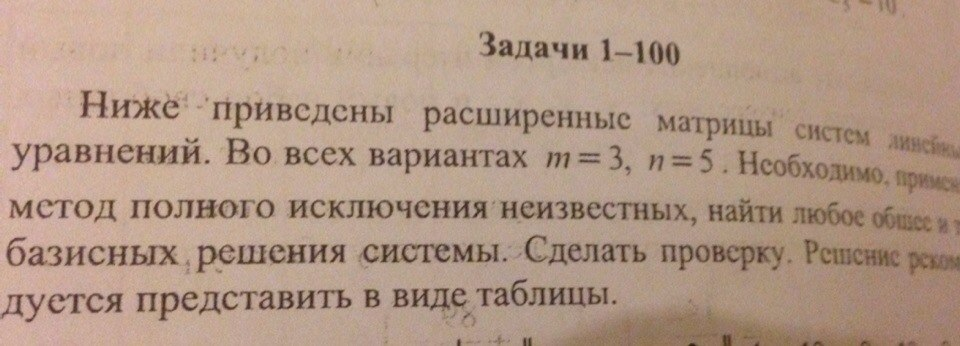 Задачи 1–100
Ниже приведены расширенные матрицы систем
уравнений. Во всех вариантах m = 3, n = 5. Необходимо,
метод полного исключения неизвестных, найти любое общее и
базисных решения системы. Сделать проверку. Решение реком
дуется представить в виде таблицы.